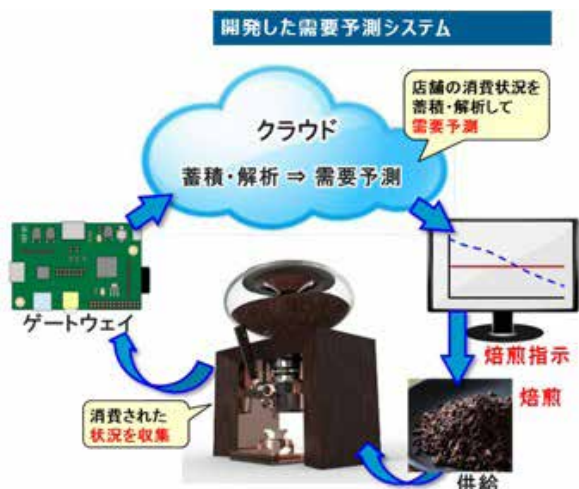 開発した需要予測システム
店舗の消費状況を
蓄積・解析して
需要予測
クラウド
蓄積・解析 ⇒ 需要予測
ゲートウェイ
焙煎指示
焙煎
消費された
状況を収集
供給